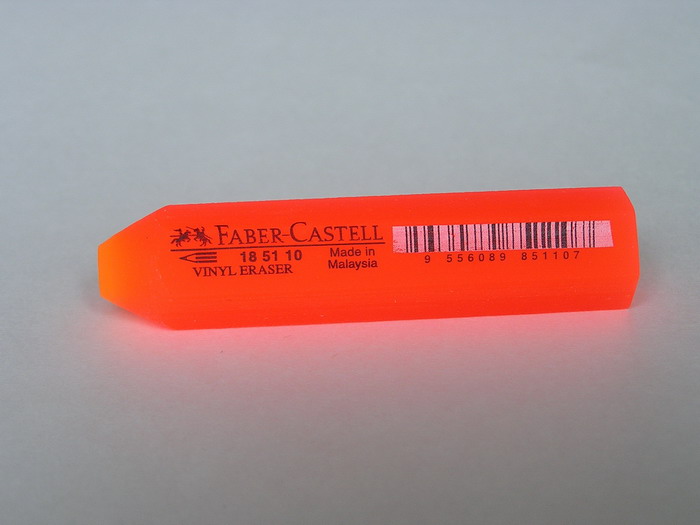 FABER-CASTELL
18 51 10
VINYL ERASER
Made in
Malaysia
9 556089 851107